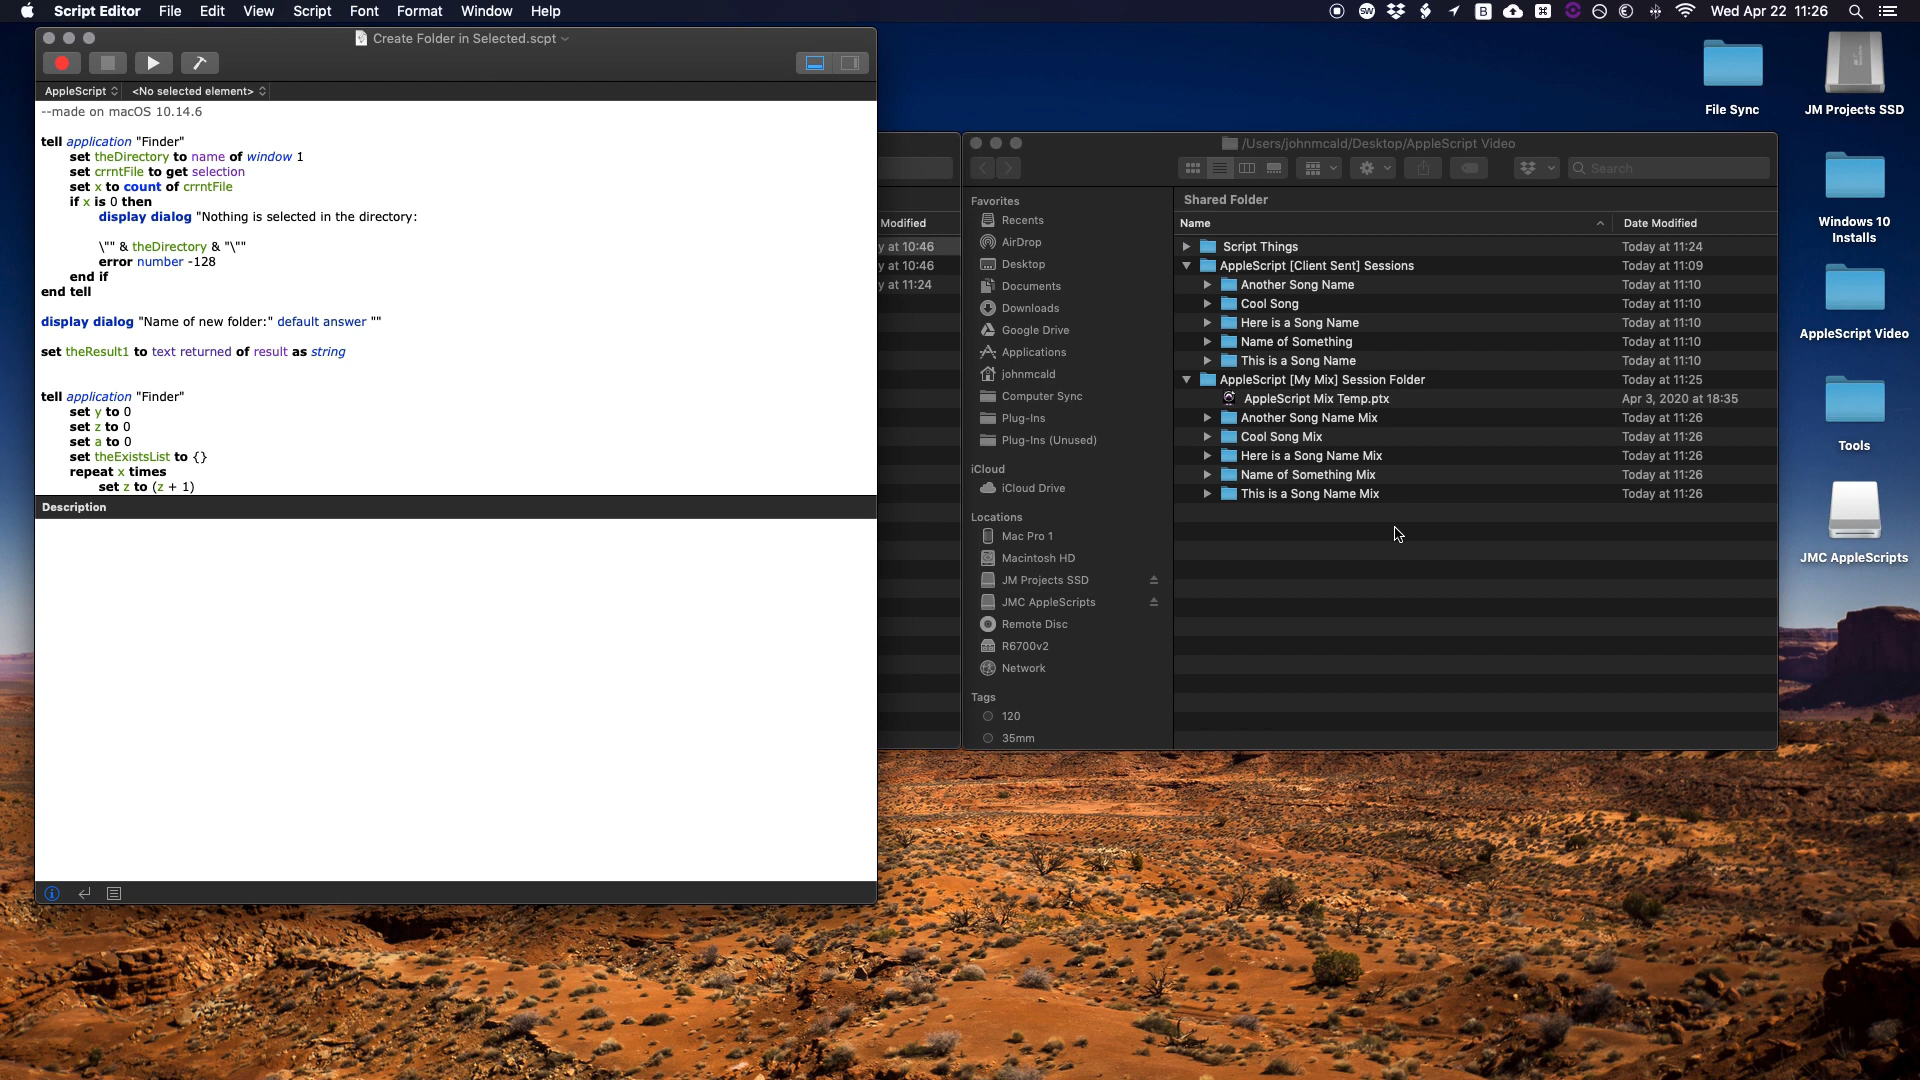 Script Editor File Edit View Script Font Format Window Help
Wed Apr 22 11:26
Create Folder in Selected.scpt
AppleScript <No selected element>
--made on macOS 10.14.6
tell application "Finder"
set theDirectory to name of window 1
set crrntFile to get selection
set x to count of crrntFile
if x is 0 then
display dialog "Nothing is selected in the directory:
\"" & theDirectory & "\""
error number -128
end if
end tell
display dialog "Name of new folder:" default answer ""
set theResult1 to text returned of result as string
tell application "Finder"
set y to 0
set z to 0
set a to 0
set theExistsList to {}
repeat x times
set z to (z + 1)
Description
Modified
y at 10:46
y at 10:46
y at 11:24
/Users/johnmcald/Desktop/AppleScript Video
Search
Favorites
Recents
AirDrop
Desktop
Documents
Downloads
Google Drive
Applications
johnmcald
Computer Sync
Plug-Ins
Plug-Ins (Unused)
iCloud
iCloud Drive
Locations
Mac Pro 1
Macintosh HD
JM Projects SSD
JMC AppleScripts
Remote Disc
R6700v2
Network
Tags
120
35mm
Shared Folder
Name Date Modified
Script Things Today at 11:24
AppleScript [Client Sent] Sessions Today at 11:09
Another Song Name Today at 11:10
Cool Song Today at 11:10
Here is a Song Name Today at 11:10
Name of Something Today at 11:10
This is a Song Name Today at 11:10
AppleScript [My Mix] Session Folder Today at 11:25
AppleScript Mix Temp.ptx Apr 3, 2020 at 18:35
Another Song Name Mix Today at 11:26
Cool Song Mix Today at 11:26
Here is a Song Name Mix Today at 11:26
Name of Something Mix Today at 11:26
This is a Song Name Mix Today at 11:26
File Sync
JM Projects SSD
Windows 10
Installs
AppleScript Video
Tools
JMC AppleScripts